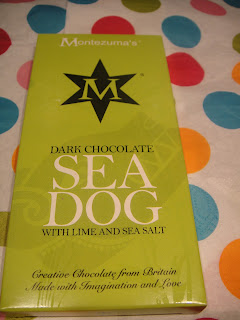 Montezuma's®
M
DARK CHOCOLATE
SEA
DOG
WITH LIME AND SEA SALT
Creative Chocolate from Britain
Made with Imagination and Love